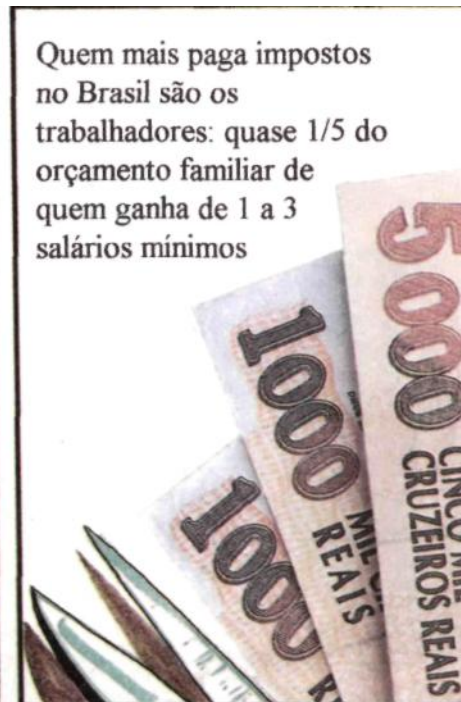 Quem mais paga impostos
no Brasil são os
trabalhadores: quase 1/5 do
orçamento familiar de
quem ganha de 1 a 3
salários mínimos
5000
CINCO MIL
CRUZEIROS REAIS
1000
MIL
REAIS
1000